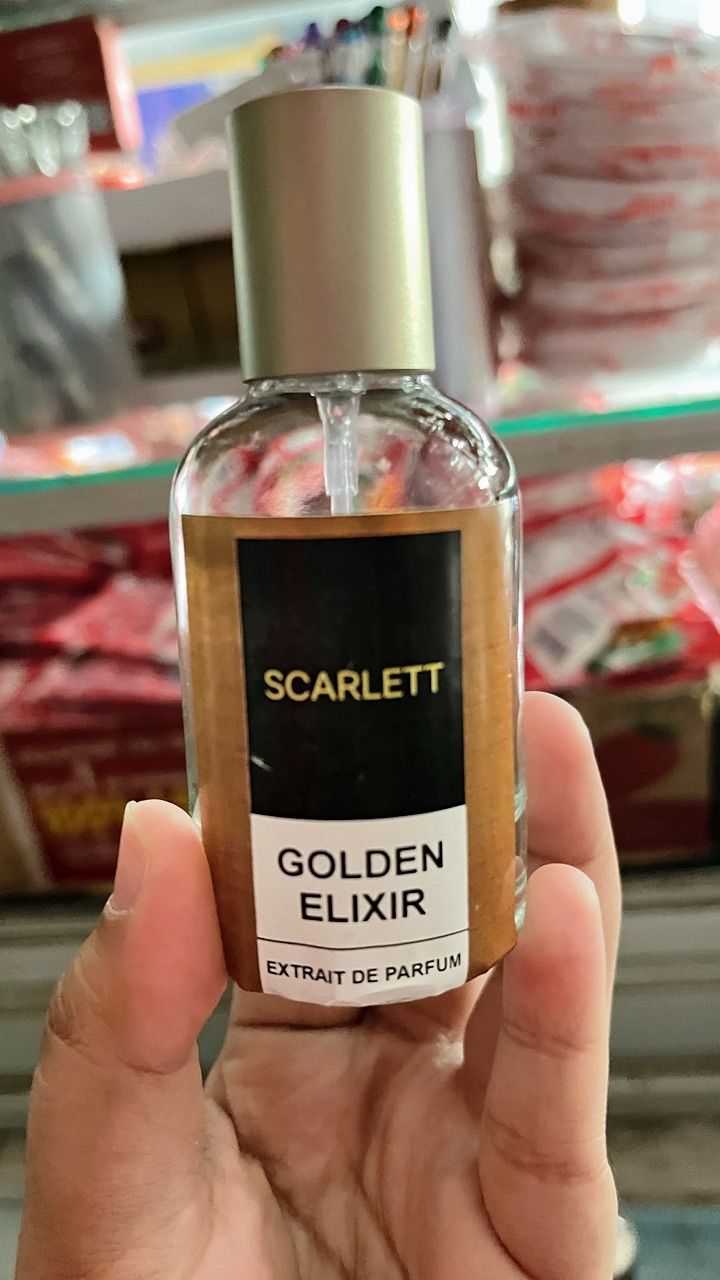 SCARLETT
GOLDEN
ELIXIR
EXTRAIT DE PARFUM